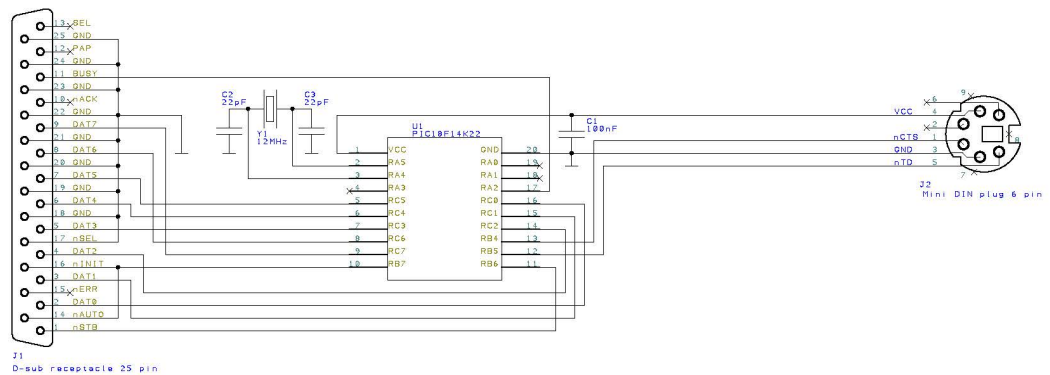 13 SEL
25 GND
12 PAP
24 GND
11 BUSY
23 GND
10 nACK
22 GND
9 DAT7
21 GND
8 DAT6
20 GND
7 DAT5
19 GND
6 DAT4
18 GND
5 DAT3
17 nSEL
4 DAT2
16 nINIT
3 DAT1
15 nERR
2 DAT0
14 nAUTO
1 nSTB
J1
D-sub receptacle 25 pin
C2
22pF
Y1
12MHz
C3
22pF
U1
PIC18F14K22
1 VCC GND 20
2 RA5 RA0 19
3 RA4 RA1 18
4 RA3 RA2 17
5 RC5 RC0 16
6 RC4 RC1 15
7 RC3 RC2 14
8 RC6 RB4 13
9 RC7 RB5 12
10 RB7 RB6 11
C1
100nF
9
6
VCC 4
2
nCTS 1
8
GND 3
nTD 5
7
J2
Mini DIN plug 6 pin